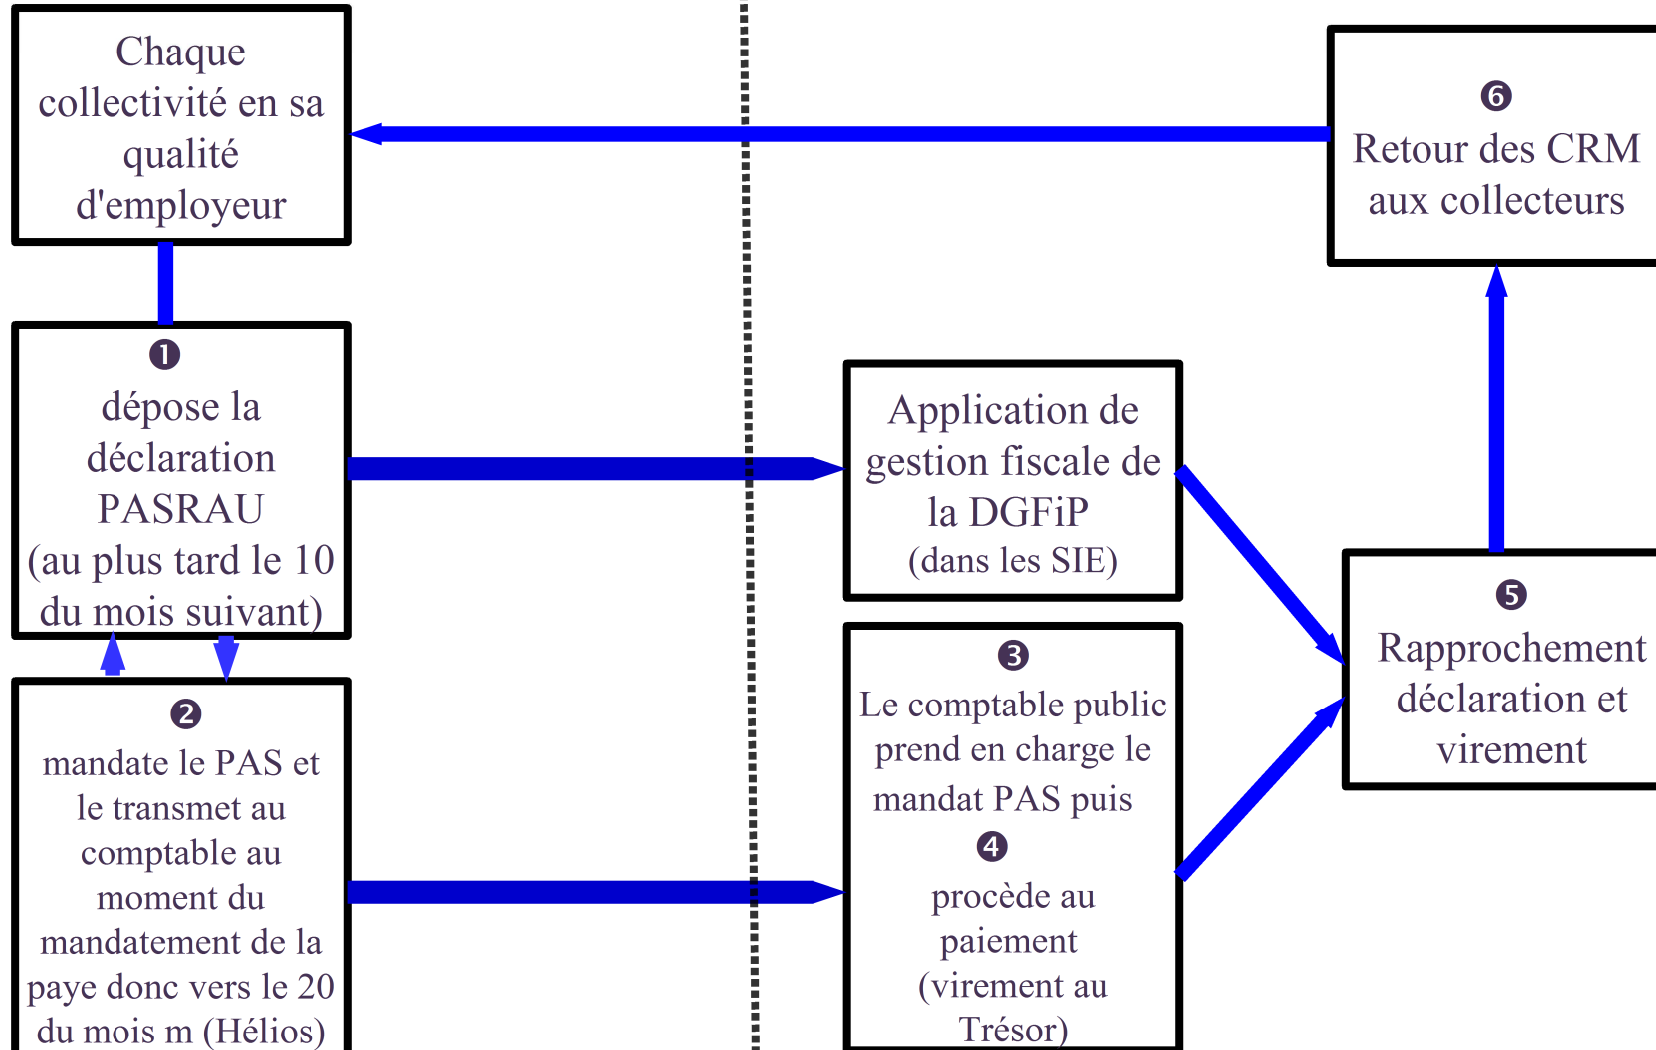 Chaque
collectivité en sa
qualité
d'employeur
❶
dépose la
déclaration
PASRAU
(au plus tard le 10
du mois suivant)
❷
mandate le PAS et
le transmet au
comptable au
moment du
mandatement de la
paye donc vers le 20
du mois m (Hélios)
Application de
gestion fiscale de
la DGFiP
(dans les SIE)
❸
Le comptable public
prend en charge le
mandat PAS puis
❹
procède au
paiement
(virement au
Trésor)
❺
Rapprochement
déclaration et
virement
❻
Retour des CRM
aux collecteurs